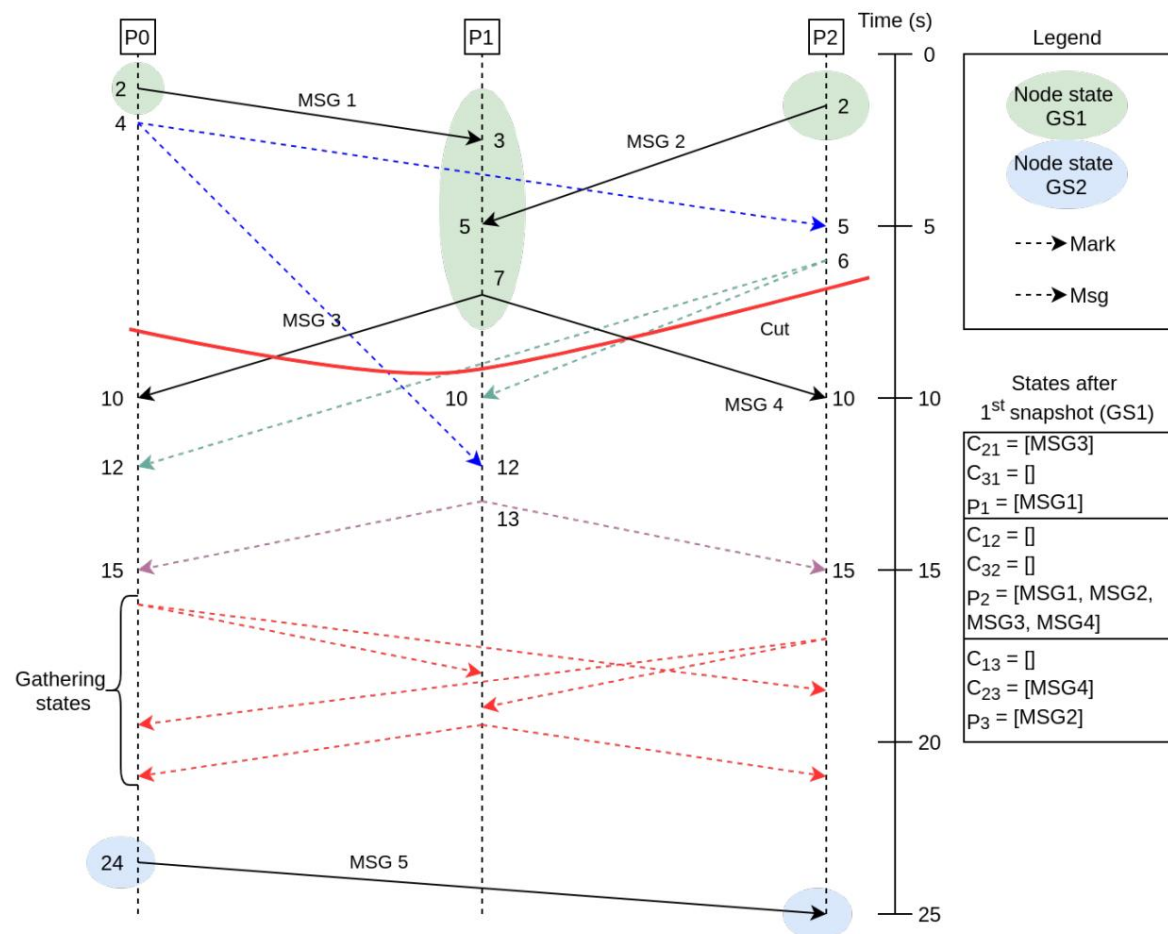 P0
P1
P2
Time (s)
0
Legend
Node state
GS1
Node state
GS2
Mark
Msg
2
MSG 1
3
MSG 2
2
4
5
5
5
7
6
MSG 3
Cut
10
10
MSG 4
10
10
12
12
13
15
15
15
Gathering
states
20
24
MSG 5
25
States after
1st snapshot (GS1)
C21 = [MSG3]
C31 = []
P1 = [MSG1]
C12 = []
C32 = []
P2 = [MSG1, MSG2,
MSG3, MSG4]
C13 = []
C23 = [MSG4]
P3 = [MSG2]